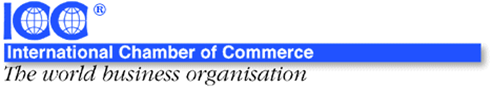 ICC®
International Chamber of Commerce
The world business organisation